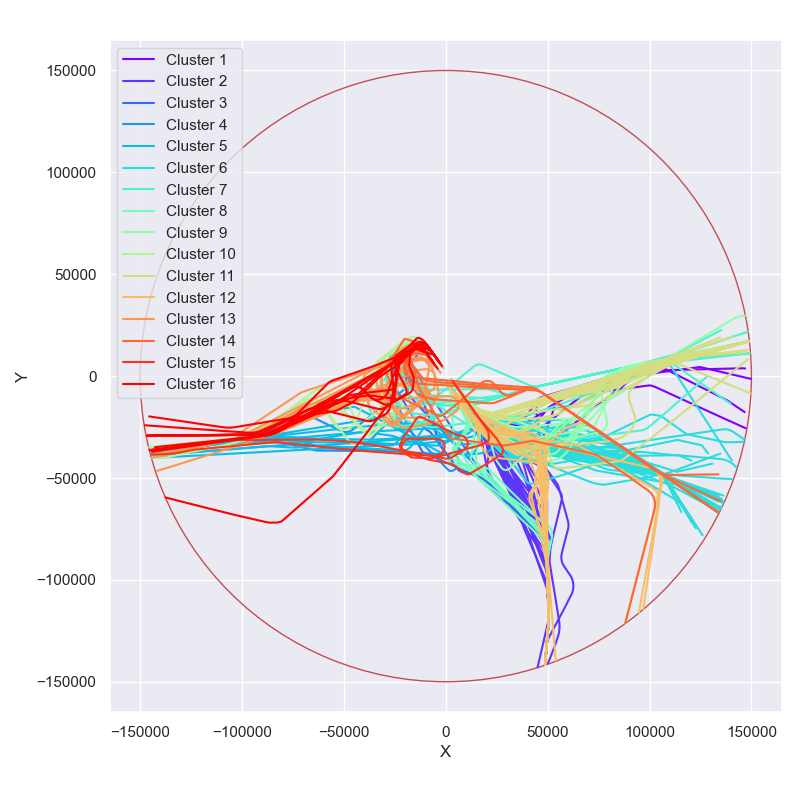 Cluster 1
Cluster 2
Cluster 3
Cluster 4
Cluster 5
Cluster 6
Cluster 7
Cluster 8
Cluster 9
Cluster 10
Cluster 11
Cluster 12
Cluster 13
Cluster 14
Cluster 15
Cluster 16
150000
100000
50000
0
−50000
−100000
−150000
Y
−150000 −100000 −50000 0 50000 100000 150000
X